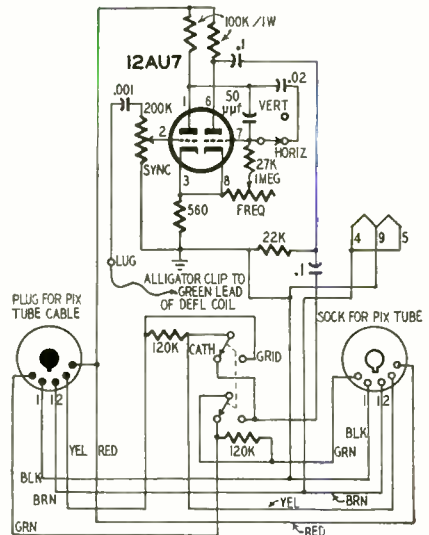 100K/1W
.1
12AU7
.001
1
6
50
µµf
VERT
.02
200K
2
7
HORIZ
SYNC
3
8
27K
1MEG
FREQ
560
22K
4
9
5
LUG
ALLIGATOR CLIP TO
GREEN LEAD
OF DEFL COIL
.1
PLUG FOR PIX
TUBE CABLE
SOCK FOR PIX TUBE
120K
CATH
GRID
1
12
1
12
120K
BLK
GRN
YEL
RED
BLK
BRN
YEL
BRN
GRN
RED